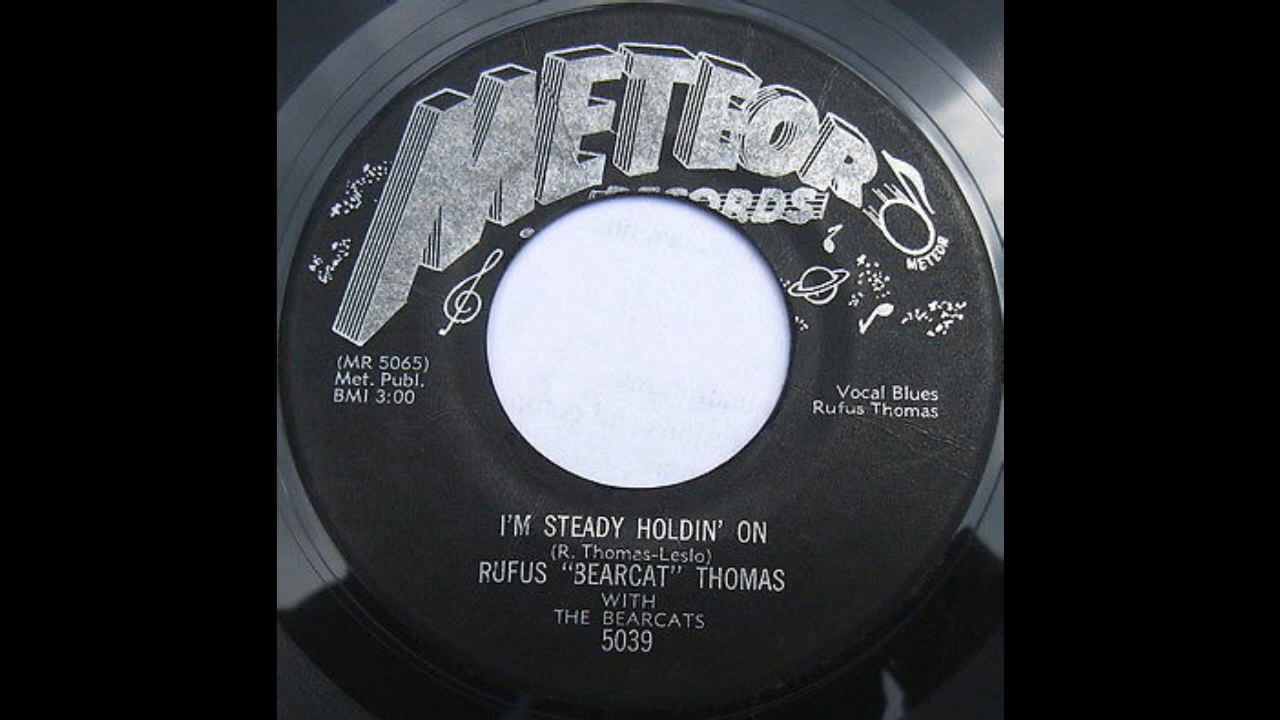 METEOR
RECORDS
METEOR
(MR 5065)
Met. Publ.
BMI 3:00
Vocal Blues
Rufus Thomas
I'M STEADY HOLDIN' ON
(R. Thomas-Leslo)
RUFUS "BEARCAT" THOMAS
WITH
THE BEARCATS
5039